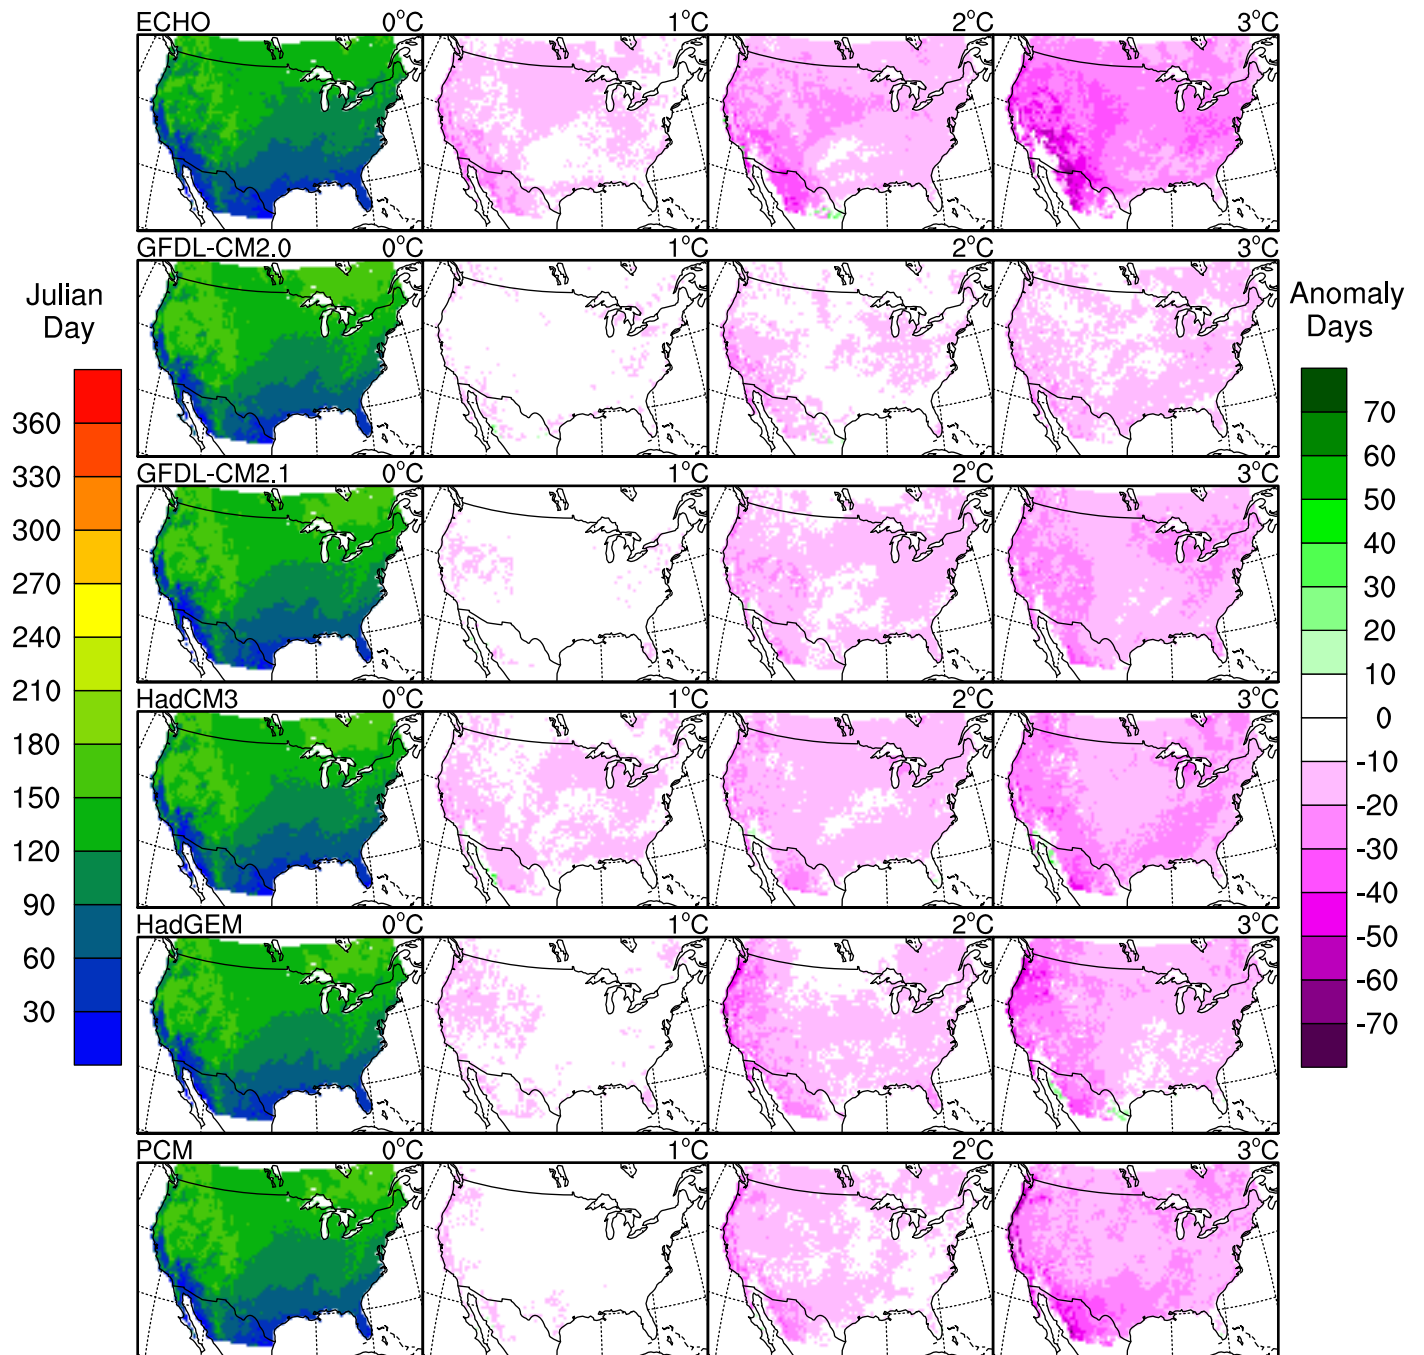 ECHO 0°C 1°C 2°C 3°C
GFDL-CM2.0 0°C 1°C 2°C 3°C
GFDL-CM2.1 0°C 1°C 2°C 3°C
HadCM3 0°C 1°C 2°C 3°C
HadGEM 0°C 1°C 2°C 3°C
PCM 0°C 1°C 2°C 3°C
Julian
Day
360
330
300
270
240
210
180
150
120
90
60
30
Anomaly
Days
70
60
50
40
30
20
10
0
-10
-20
-30
-40
-50
-60
-70